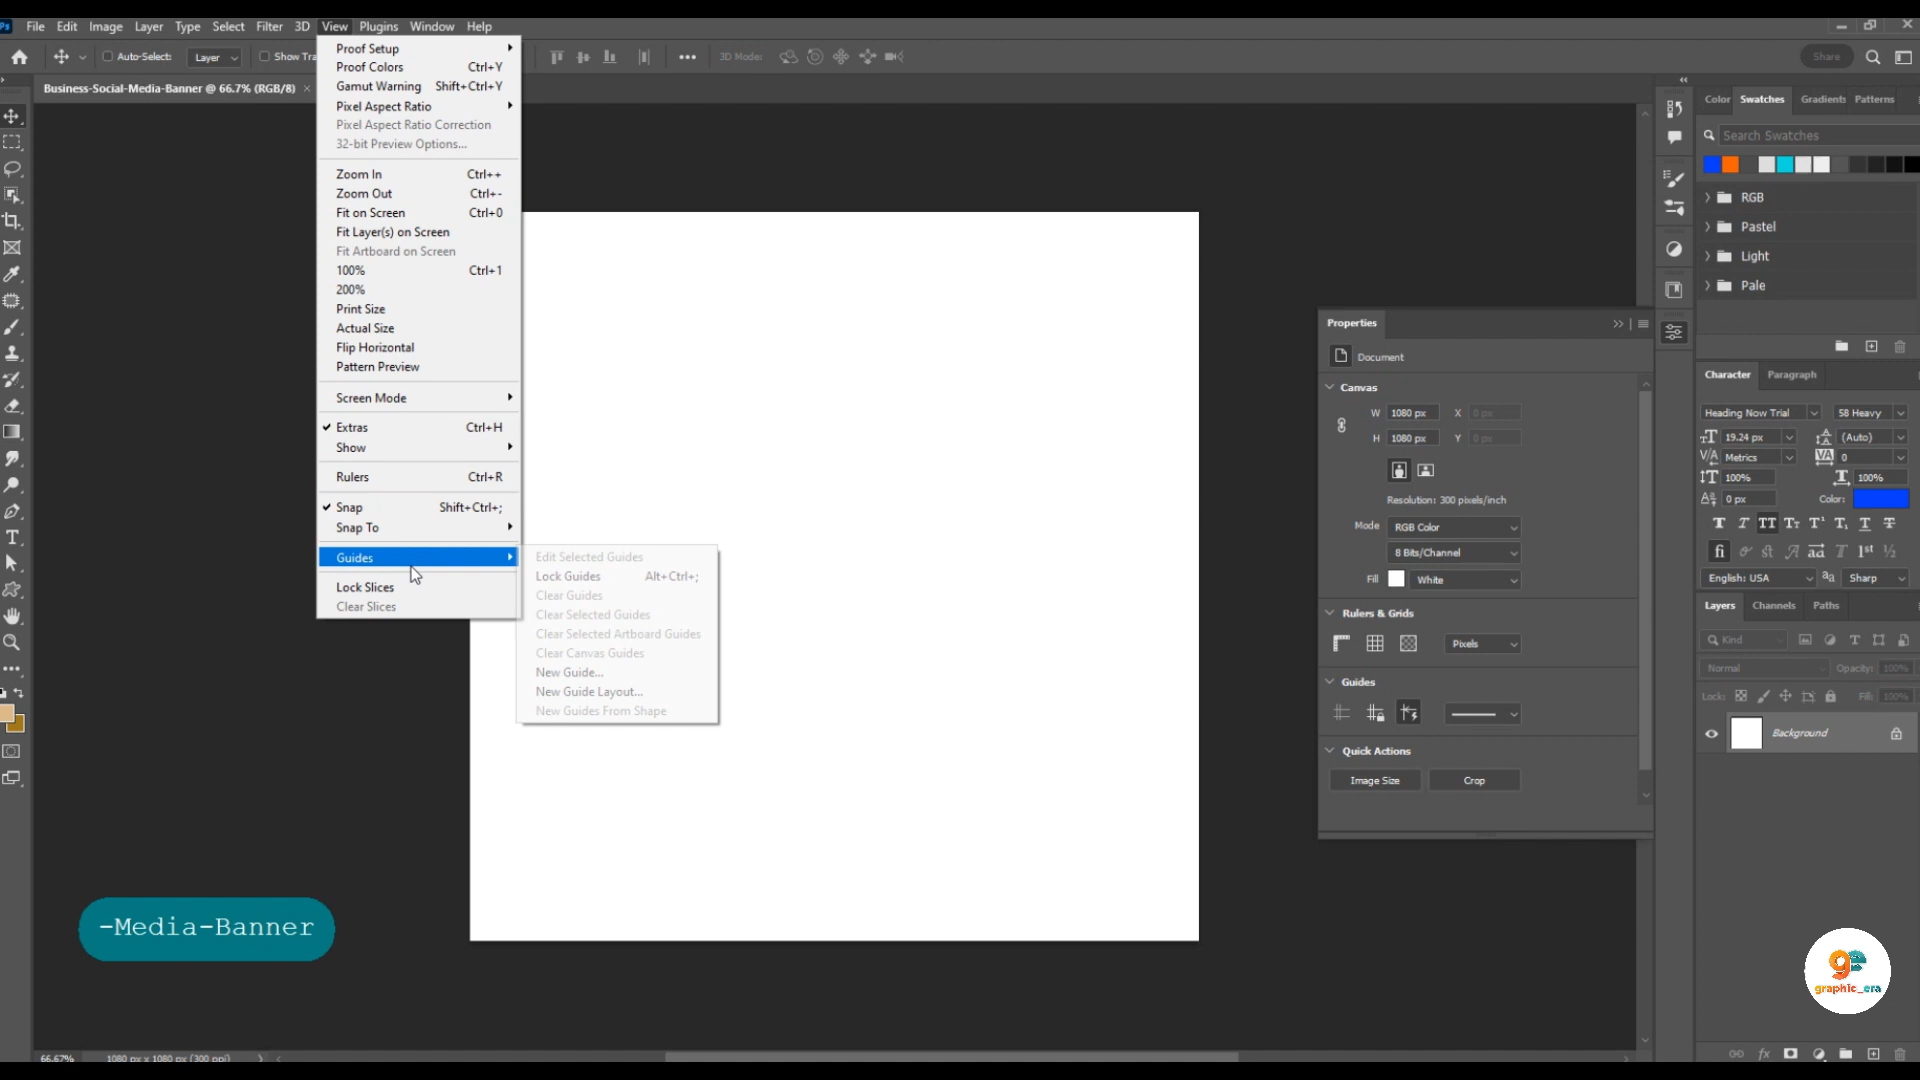 Ps File Edit Image Layer Type Select Filter 3D View Plugins Window Help
Auto-Select: Layer Show Tra 3D Mode: Share
Business-Social-Media-Banner @ 66.7% (RGB/8) ×
Proof Setup
Proof Colors Ctrl+Y
Gamut Warning Shift+Ctrl+Y
Pixel Aspect Ratio
Pixel Aspect Ratio Correction
32-bit Preview Options...
Zoom In Ctrl++
Zoom Out Ctrl+-
Fit on Screen Ctrl+0
Fit Layer(s) on Screen
Fit Artboard on Screen
100% Ctrl+1
200%
Print Size
Actual Size
Flip Horizontal
Pattern Preview
Screen Mode
Extras Ctrl+H
Show
Rulers Ctrl+R
Snap Shift+Ctrl+;
Snap To
Guides
Lock Slices
Clear Slices
Edit Selected Guides
Lock Guides Alt+Ctrl+;
Clear Guides
Clear Selected Guides
Clear Selected Artboard Guides
Clear Canvas Guides
New Guide...
New Guide Layout...
New Guides From Shape
Properties
Document
Canvas
W 1080 px X 0 px
H 1080 px Y 0 px
Resolution: 300 pixels/inch
Mode RGB Color
8 Bits/Channel
Fill White
Rulers & Grids
Pixels
Guides
Quick Actions
Image Size Crop
Color Swatches Gradients Patterns
Search Swatches
RGB
Pastel
Light
Pale
Character Paragraph
Heading Now Trial 58 Heavy
19.24 px (Auto)
Metrics 0
100% 100%
0 px Color:
English: USA Sharp
Layers Channels Paths
Kind
Normal Opacity: 100%
Lock: Fill: 100%
Background
-Media-Banner
ge
graphic_era
66.67% 1080 px x 1080 px (300 ppi)